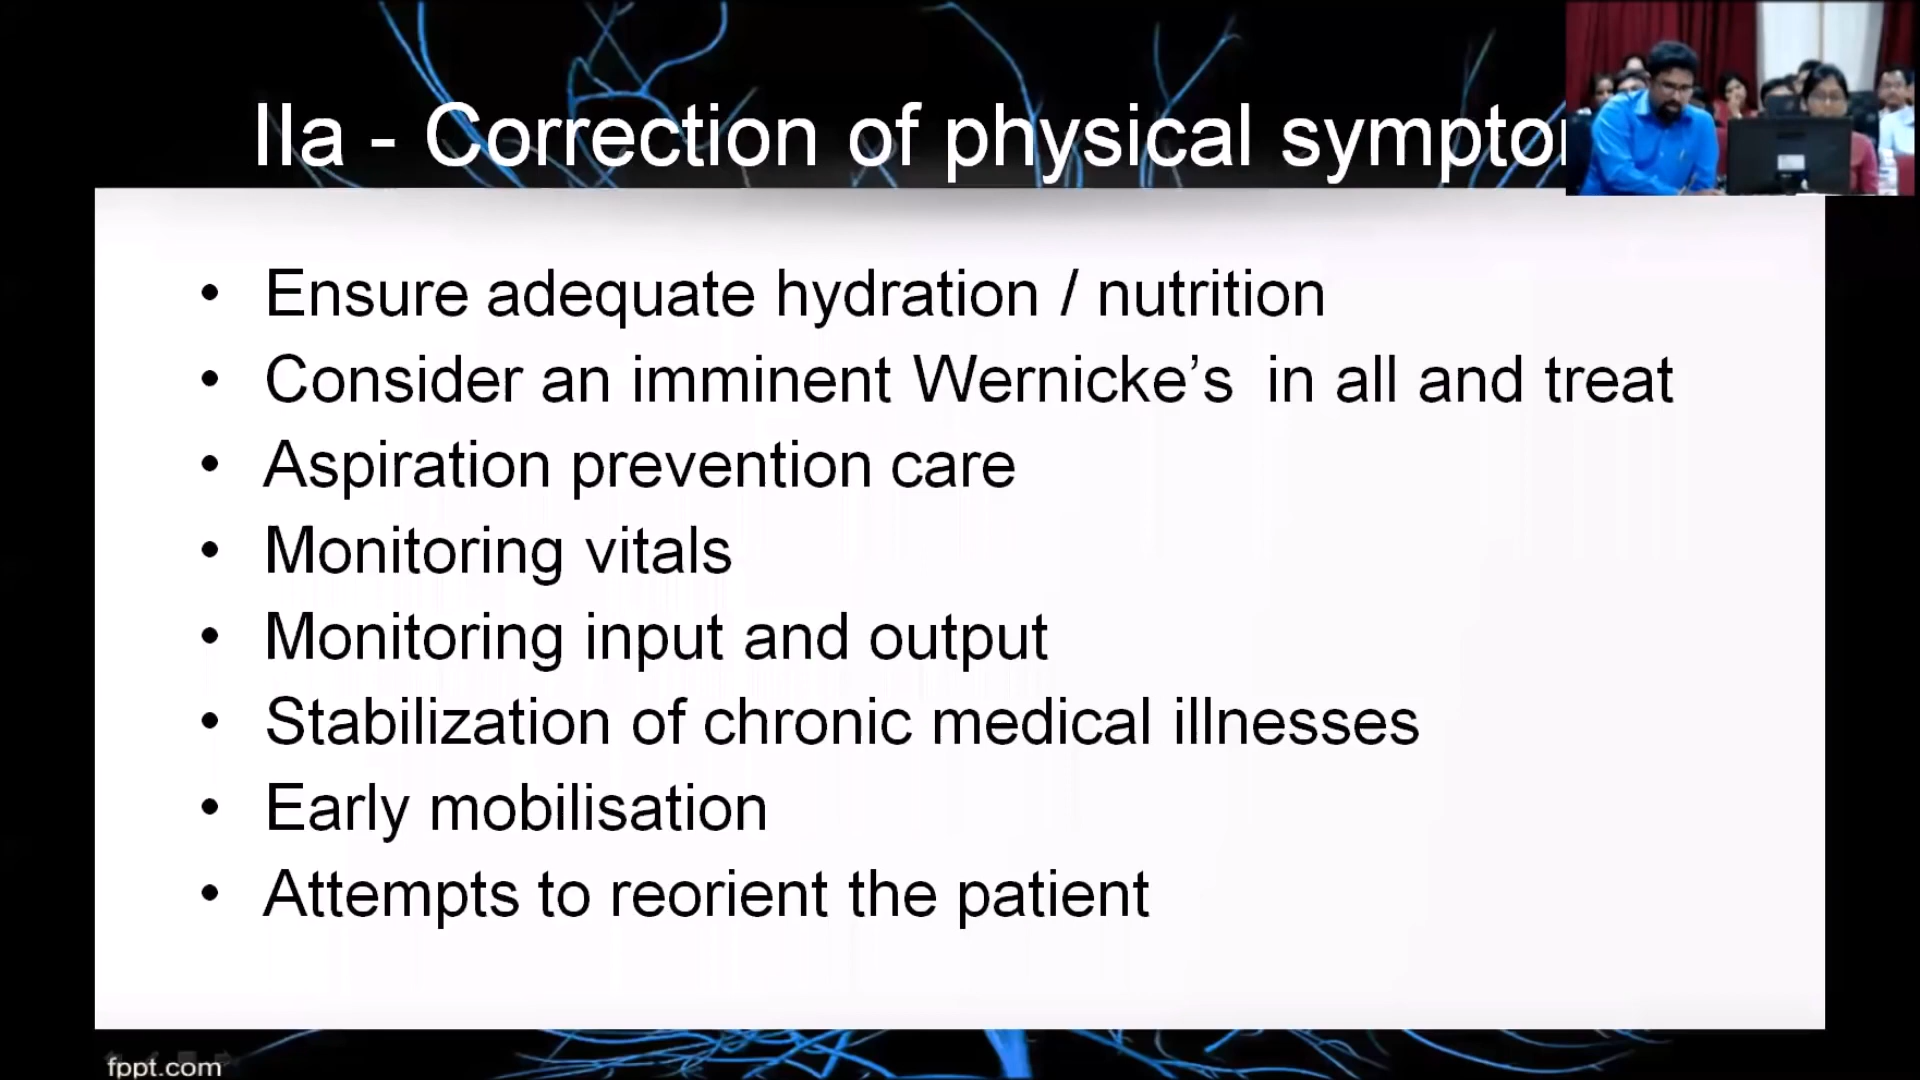 IIa - Correction of physical
• Ensure adequate hydration / nutrition
• Consider an imminent Wernicke’s in all and treat
• Aspiration prevention care
• Monitoring vitals
• Monitoring input and output
• Stabilization of chronic medical illnesses
• Early mobilisation
• Attempts to reorient the patient
fppt.com